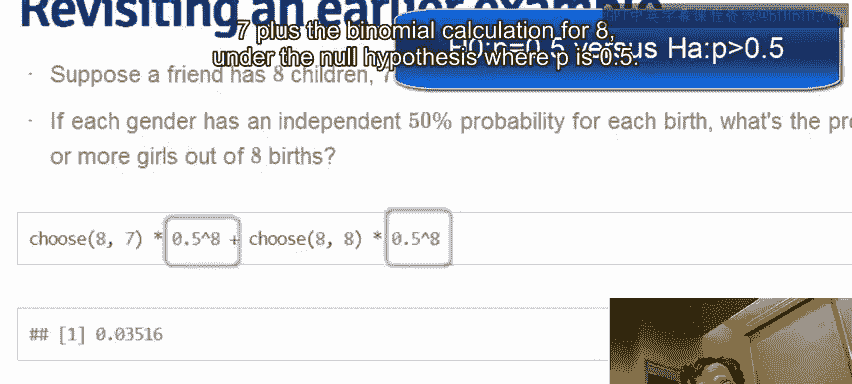 Revisiting an earlier example
7 plus the binomial calculation for 8,
under the null hypothesis where p is 0.5.
H0:p=0.5 versus Ha:p>0.5
· Suppose a friend has 8 children, 7
· If each gender has an independent 50% probability for each birth, what's the pr
or more girls out of 8 births?
choose(8, 7) * 0.5^8 + choose(8, 8) * 0.5^8
## [1] 0.03516